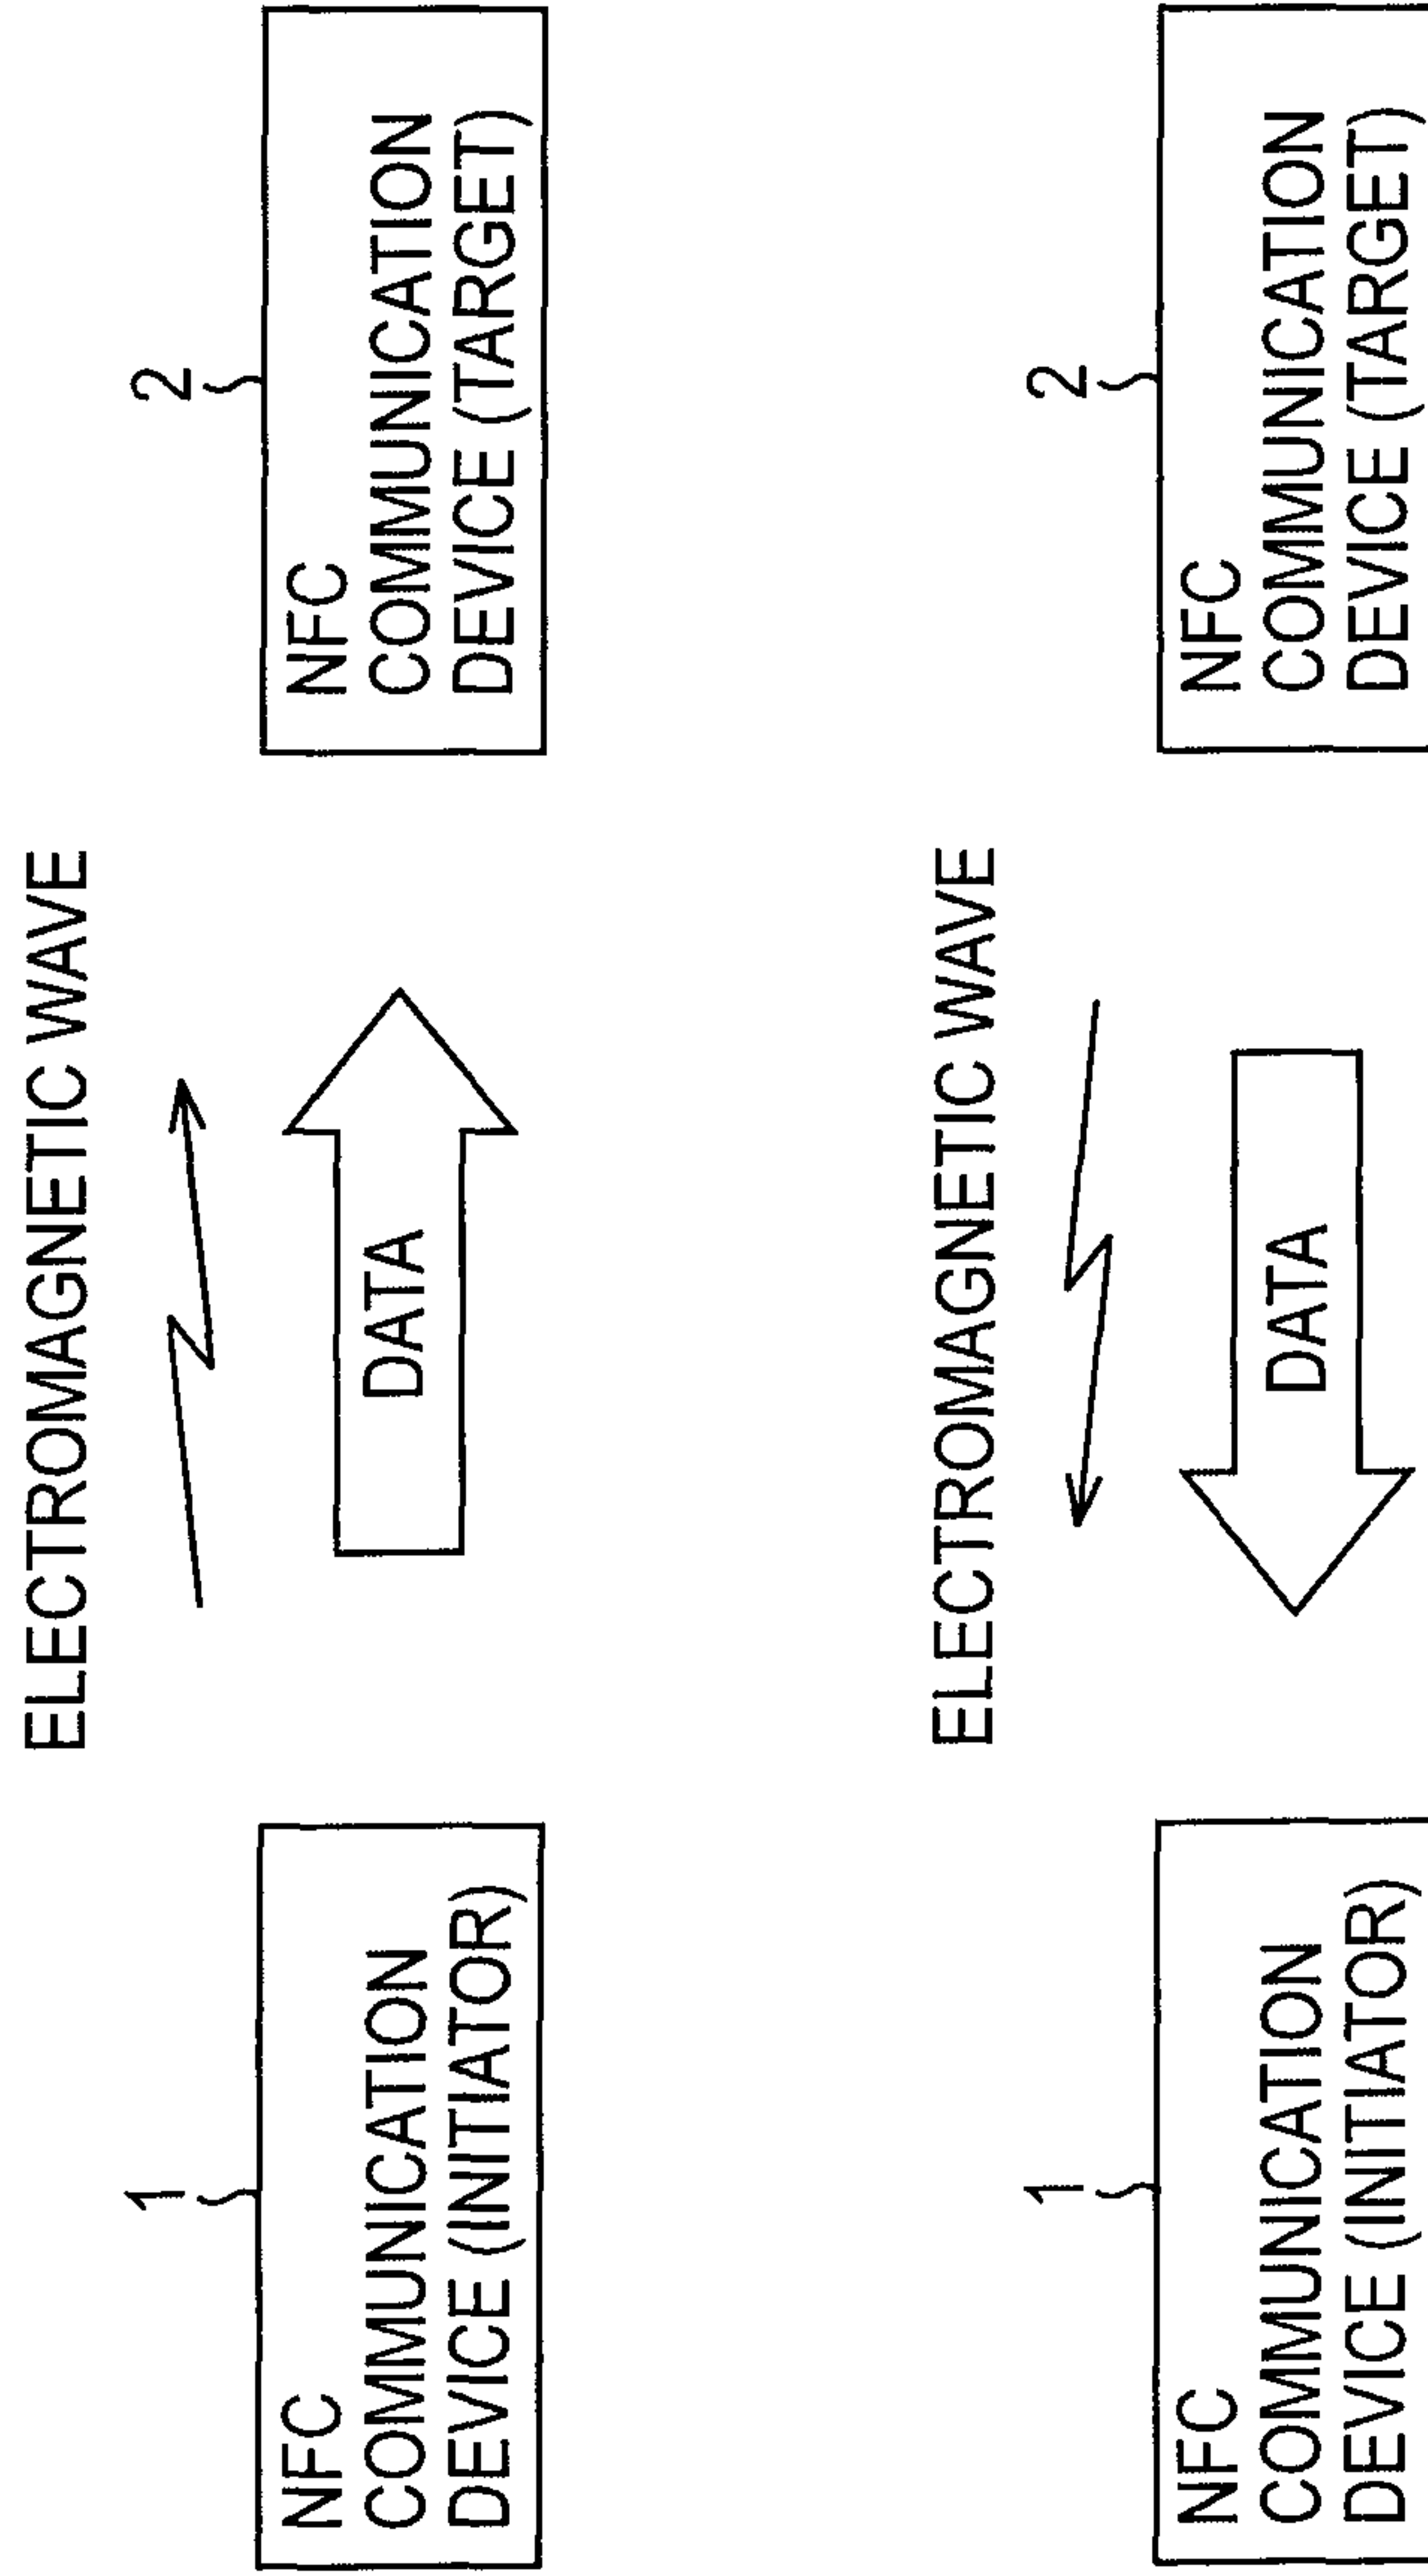 ELECTROMAGNETIC WAVE
1
NFC
COMMUNICATION
DEVICE (INITIATOR)
DATA
2
NFC
COMMUNICATION
DEVICE (TARGET)
ELECTROMAGNETIC WAVE
1
NFC
COMMUNICATION
DEVICE (INITIATOR)
DATA
2
NFC
COMMUNICATION
DEVICE (TARGET)